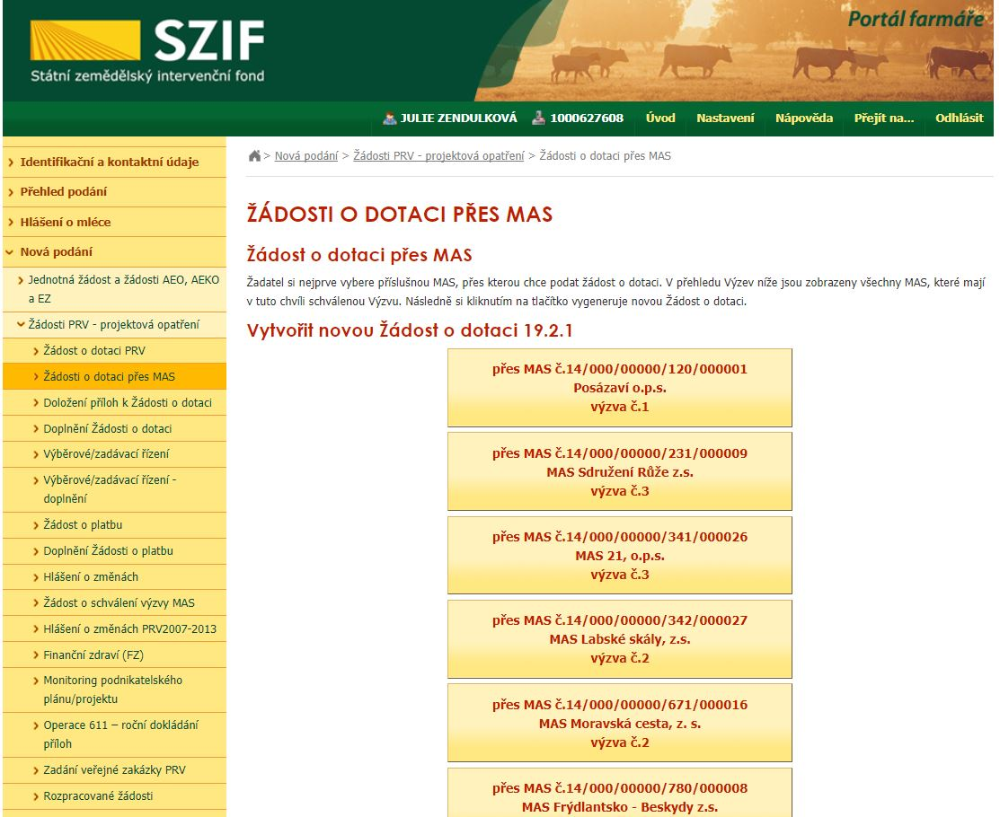 SZIF
Státní zemědělský intervenční fond
Portál farmáře
JULIE ZENDULKOVÁ 1000627608 Úvod Nastavení Nápověda Přejít na... Odhlásit
Identifikační a kontaktní údaje
Přehled podání
Hlášení o mléce
Nová podání
Jednotná žádost a žádosti AEO, AEKO
a EZ
Žádosti PRV - projektová opatření
Žádost o dotaci PRV
Žádosti o dotaci přes MAS
Doložení příloh k Žádosti o dotaci
Doplnění Žádosti o dotaci
Výběrové/zadávací řízení
Výběrové/zadávací řízení -
doplnění
Žádost o platbu
Doplnění Žádosti o platbu
Hlášení o změnách
Žádost o schválení výzvy MAS
Hlášení o změnách PRV2007-2013
Finanční zdraví (FZ)
Monitoring podnikatelského
plánu/projektu
Operace 611 – roční dokládání
příloh
Zadání veřejné zakázky PRV
Rozpracované žádosti
> Nová podání > Žádosti PRV - projektová opatření > Žádosti o dotaci přes MAS
ŽÁDOSTI O DOTACI PŘES MAS
Žádost o dotaci přes MAS
Žadatel si nejprve vybere příslušnou MAS, přes kterou chce podat žádost o dotaci. V přehledu Výzev níže jsou zobrazeny všechny MAS, které mají
v tuto chvíli schválenou Výzvu. Následně si kliknutím na tlačítko vygeneruje novou Žádost o dotaci.
Vytvořit novou Žádost o dotaci 19.2.1
přes MAS č.14/000/00000/120/000001
Posázaví o.p.s.
výzva č.1
přes MAS č.14/000/00000/231/000009
MAS Sdružení Růže z.s.
výzva č.3
přes MAS č.14/000/00000/341/000026
MAS 21, o.p.s.
výzva č.3
přes MAS č.14/000/00000/342/000027
MAS Labské skály, z.s.
výzva č.2
přes MAS č.14/000/00000/671/000016
MAS Moravská cesta, z. s.
výzva č.2
přes MAS č.14/000/00000/780/000008
MAS Frýdlantsko - Beskydy z.s.